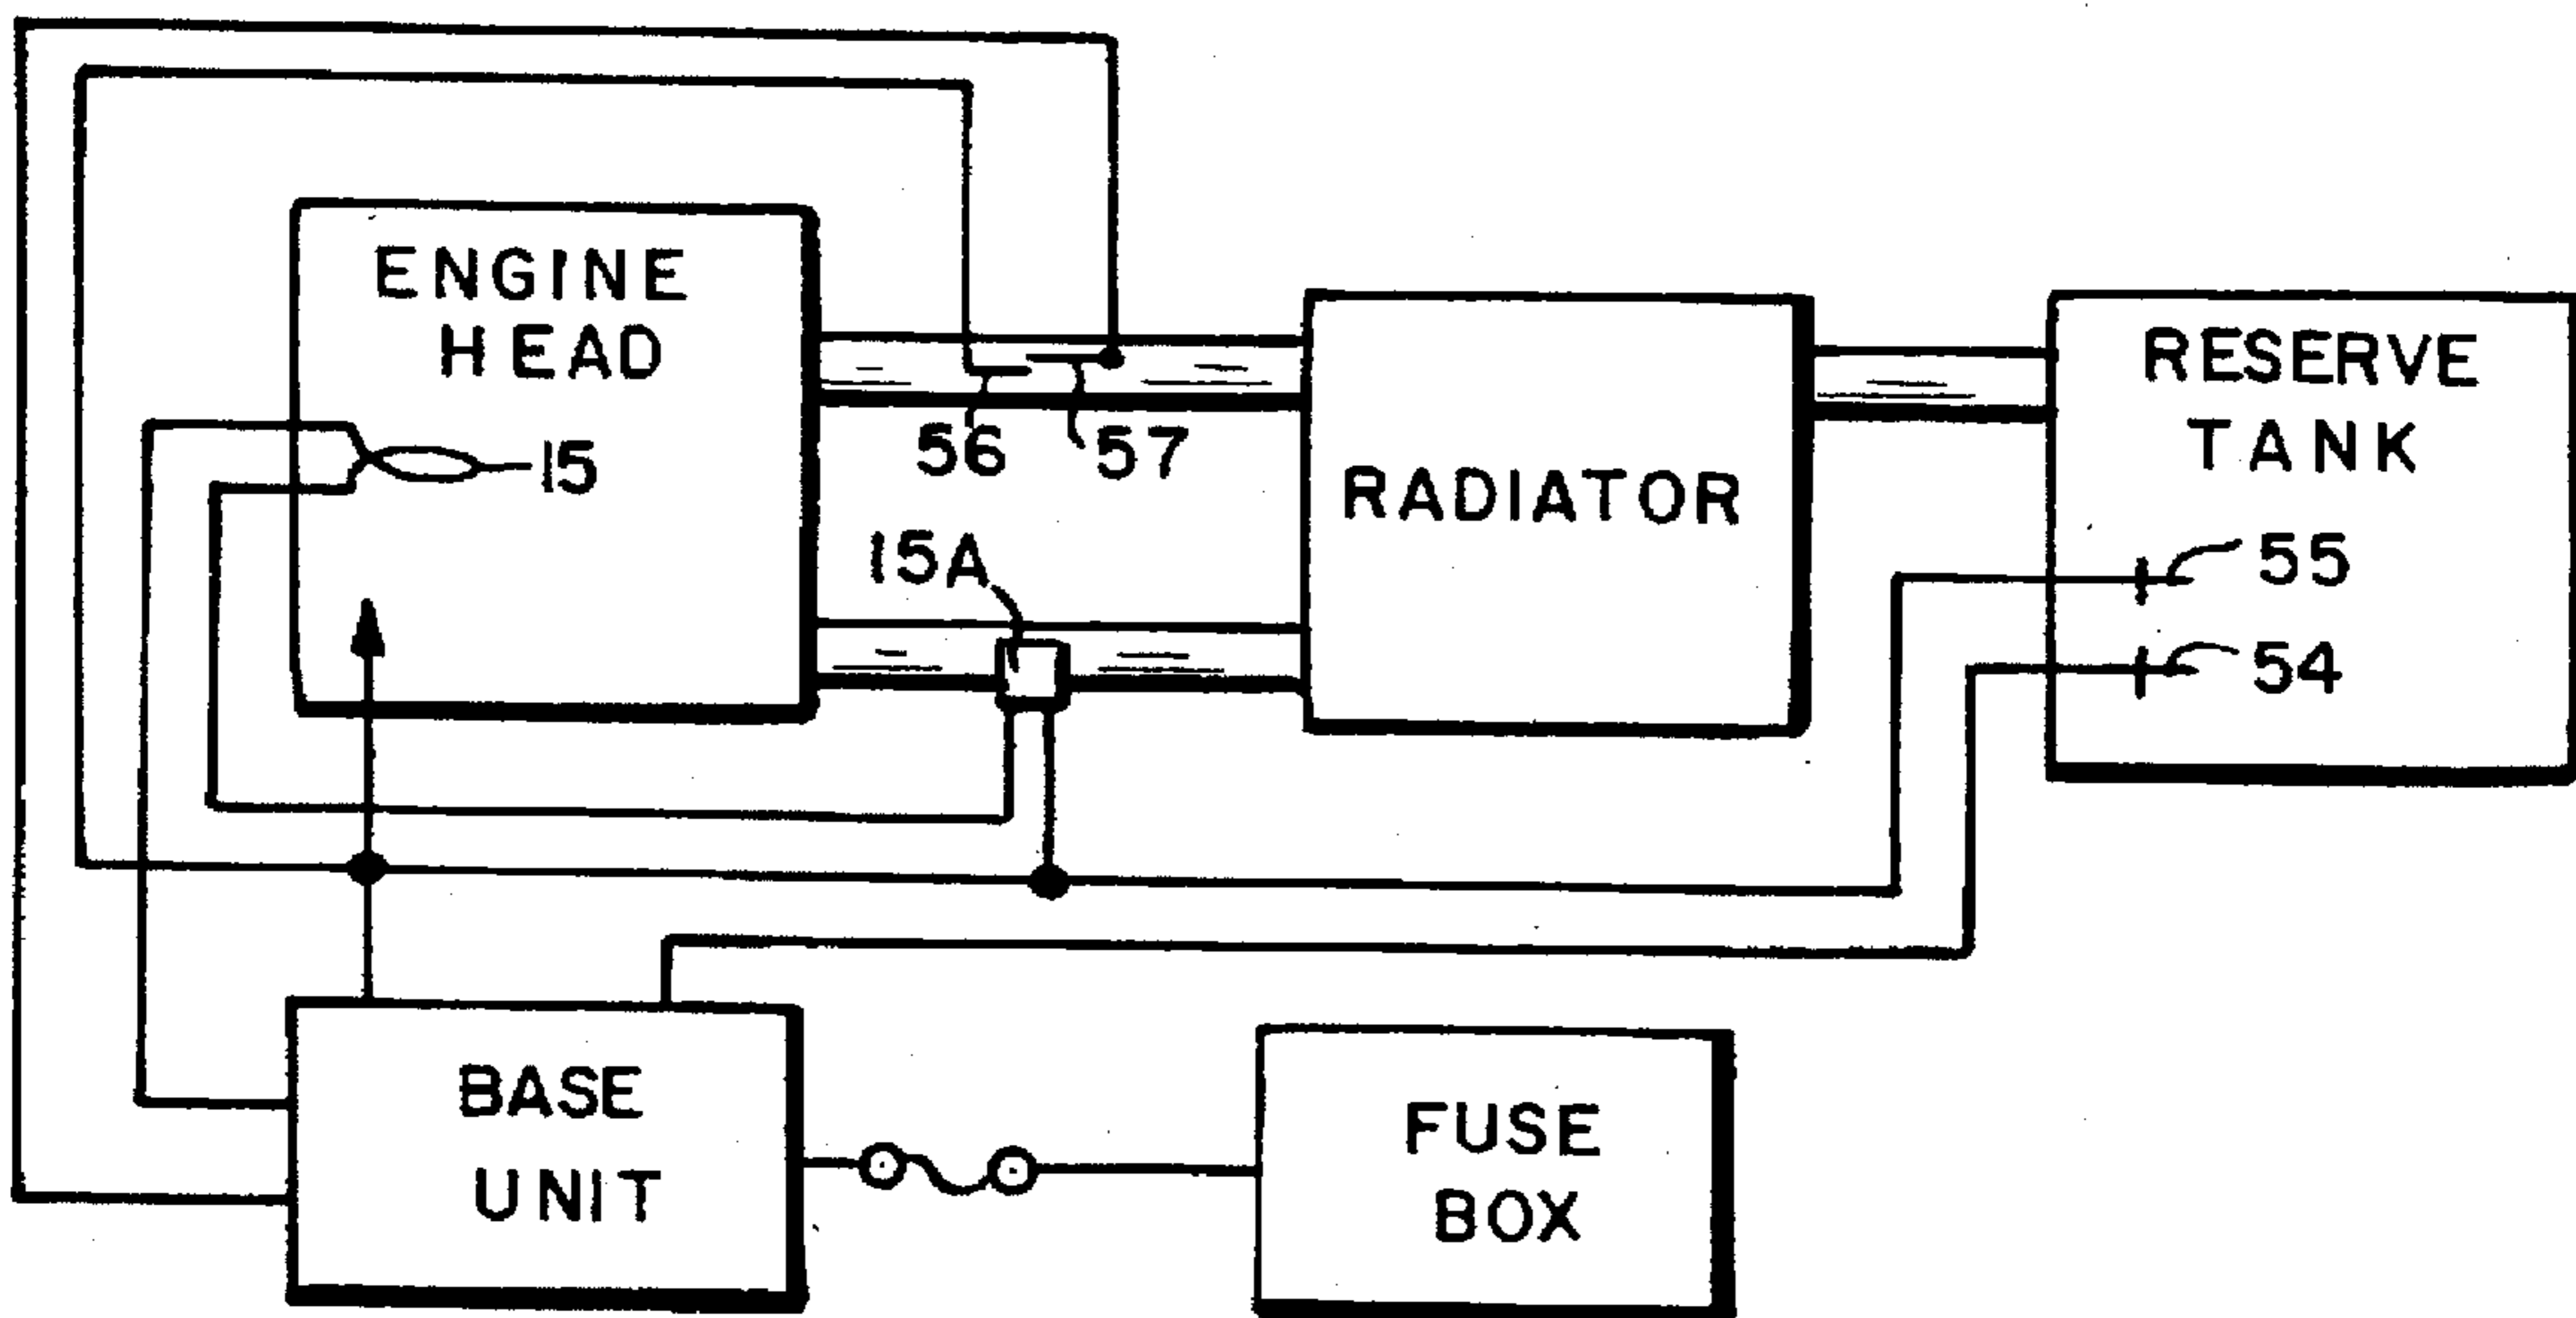 ENGINE
HEAD
15
56
57
15A
RADIATOR
RESERVE
TANK
55
54
BASE
UNIT
FUSE
BOX